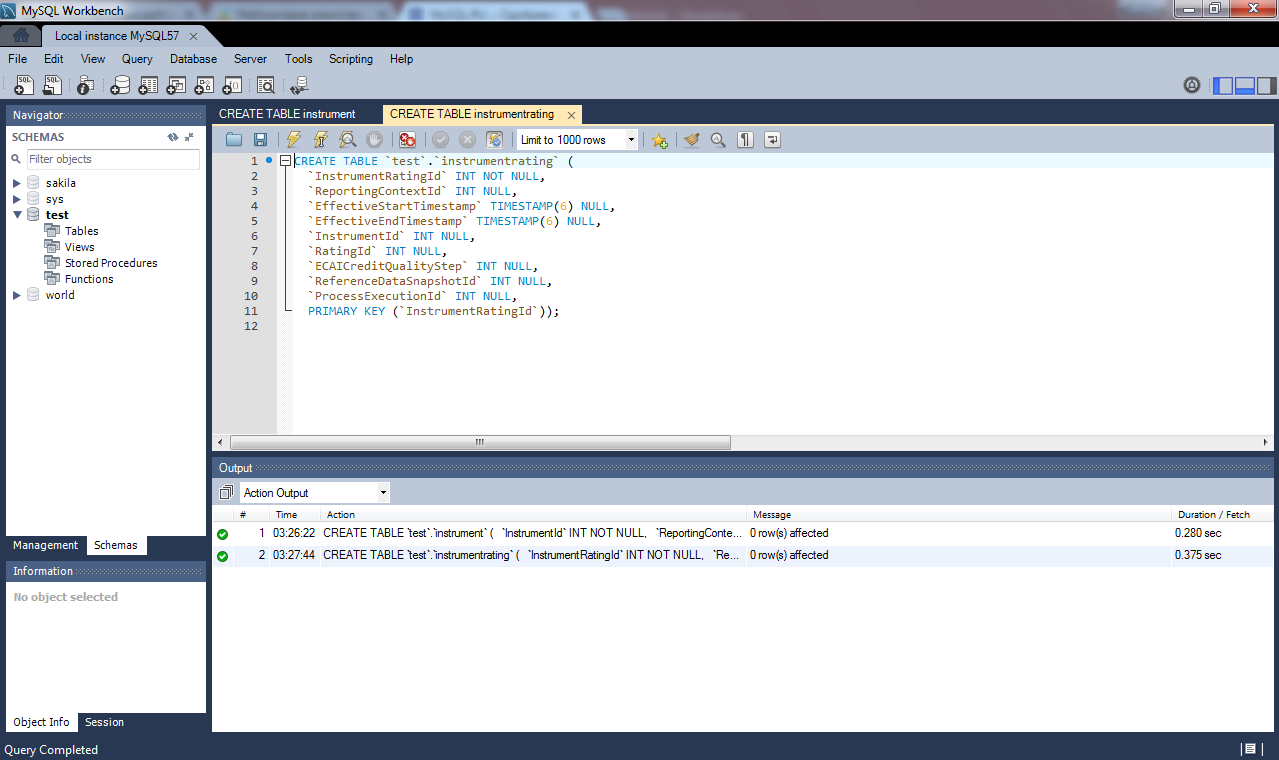 MySQL Workbench
Local instance MySQL57
File Edit View Query Database Server Tools Scripting Help
Navigator
SCHEMAS
Filter objects
sakila
sys
test
Tables
Views
Stored Procedures
Functions
world
Management Schemas
Information
No object selected
Object Info Session
CREATE TABLE instrument CREATE TABLE instrumentrating
Limit to 1000 rows
1 CREATE TABLE `test`.`instrumentrating` (
2 `InstrumentRatingId` INT NOT NULL,
3 `ReportingContextId` INT NULL,
4 `EffectiveStartTimestamp` TIMESTAMP(6) NULL,
5 `EffectiveEndTimestamp` TIMESTAMP(6) NULL,
6 `InstrumentId` INT NULL,
7 `RatingId` INT NULL,
8 `ECAICreditQualityStep` INT NULL,
9 `ReferenceDataSnapshotId` INT NULL,
10 `ProcessExecutionId` INT NULL,
11 PRIMARY KEY (`InstrumentRatingId`));
12
Output
Action Output
# Time Action Message Duration / Fetch
1 03:26:22 CREATE TABLE `test`.`instrument` ( `InstrumentId` INT NOT NULL, `ReportingConte... 0 row(s) affected 0.280 sec
2 03:27:44 CREATE TABLE `test`.`instrumentrating` ( `InstrumentRatingId` INT NOT NULL, `Re... 0 row(s) affected 0.375 sec
Query Completed